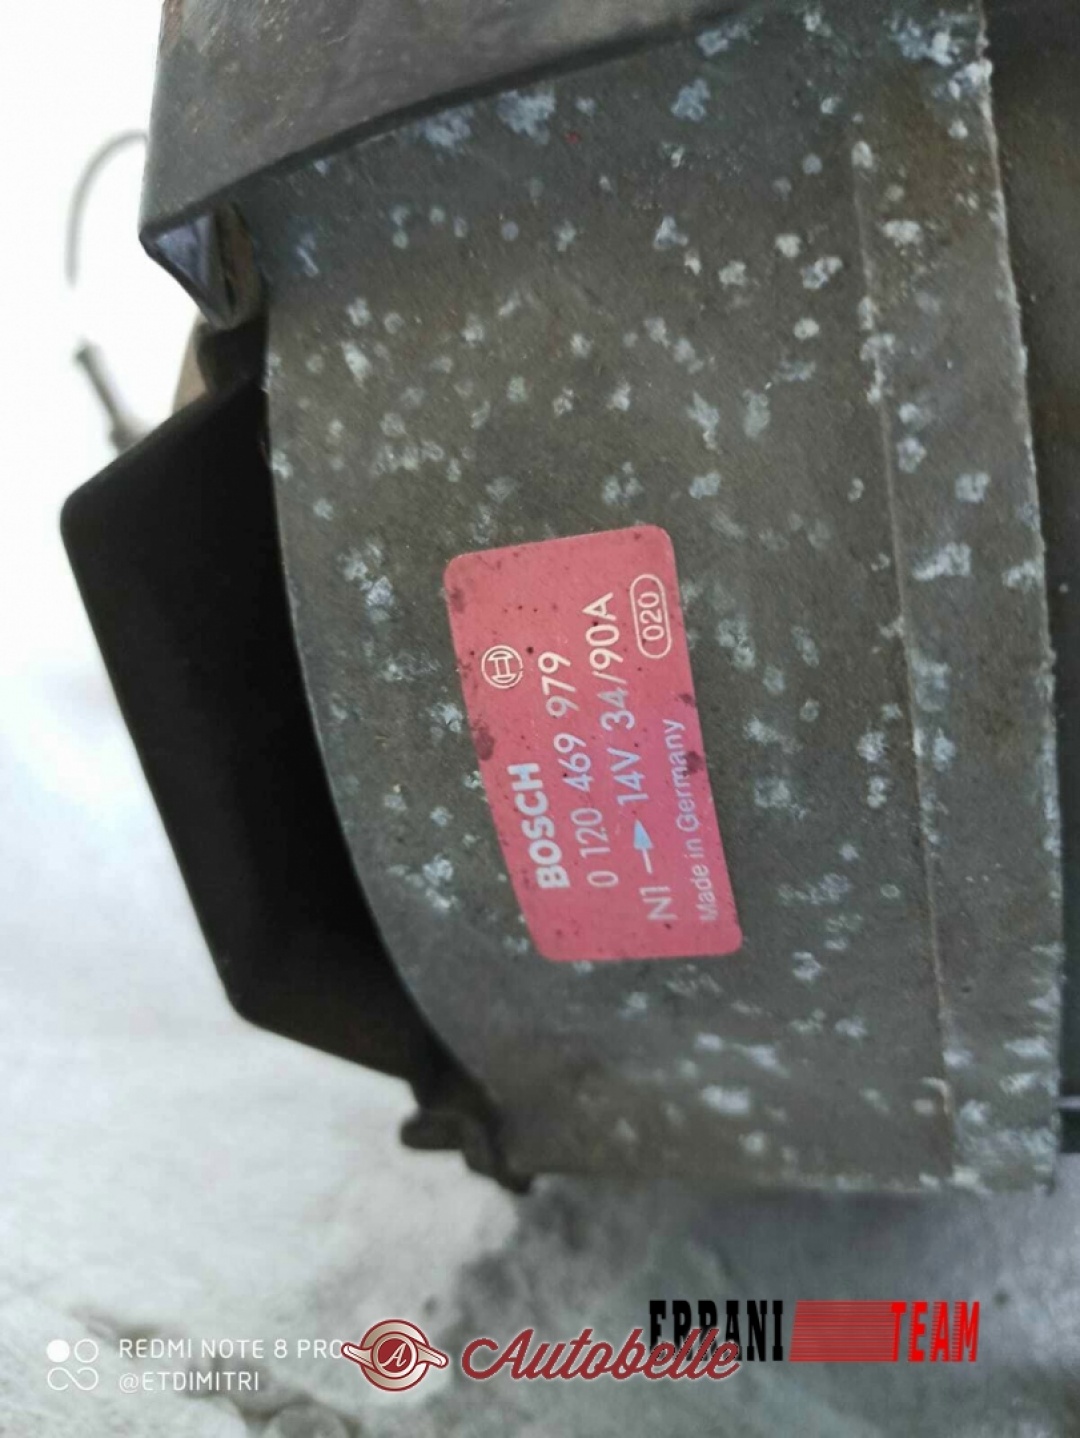 BOSCH
0 120 469 979
N1 → 14V 34/90A
Made in Germany
020
REDMI NOTE 8 PRO
@ETDIMITRI
A
Autobelle
ERRANI TEAM